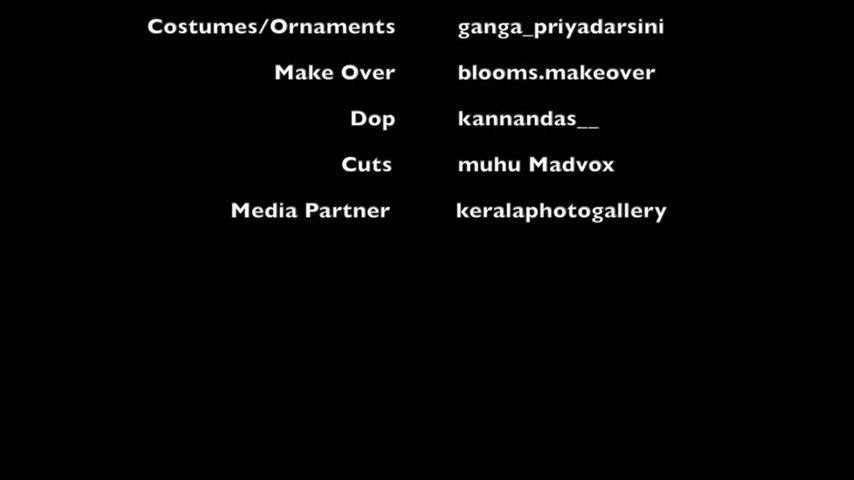 Costumes/Ornaments ganga_priyadarsini
Make Over blooms.makeover
Dop kannandas__
Cuts muhu Madvox
Media Partner keralaphotogallery